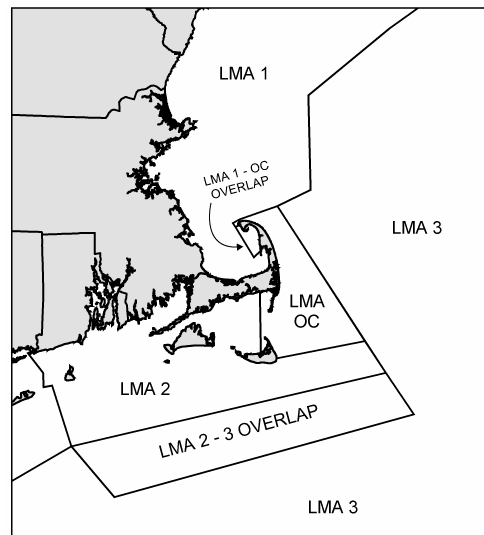 LMA 1
LMA 1 - OC
OVERLAP
LMA 3
LMA
OC
LMA 2
LMA 2 - 3 OVERLAP
LMA 3